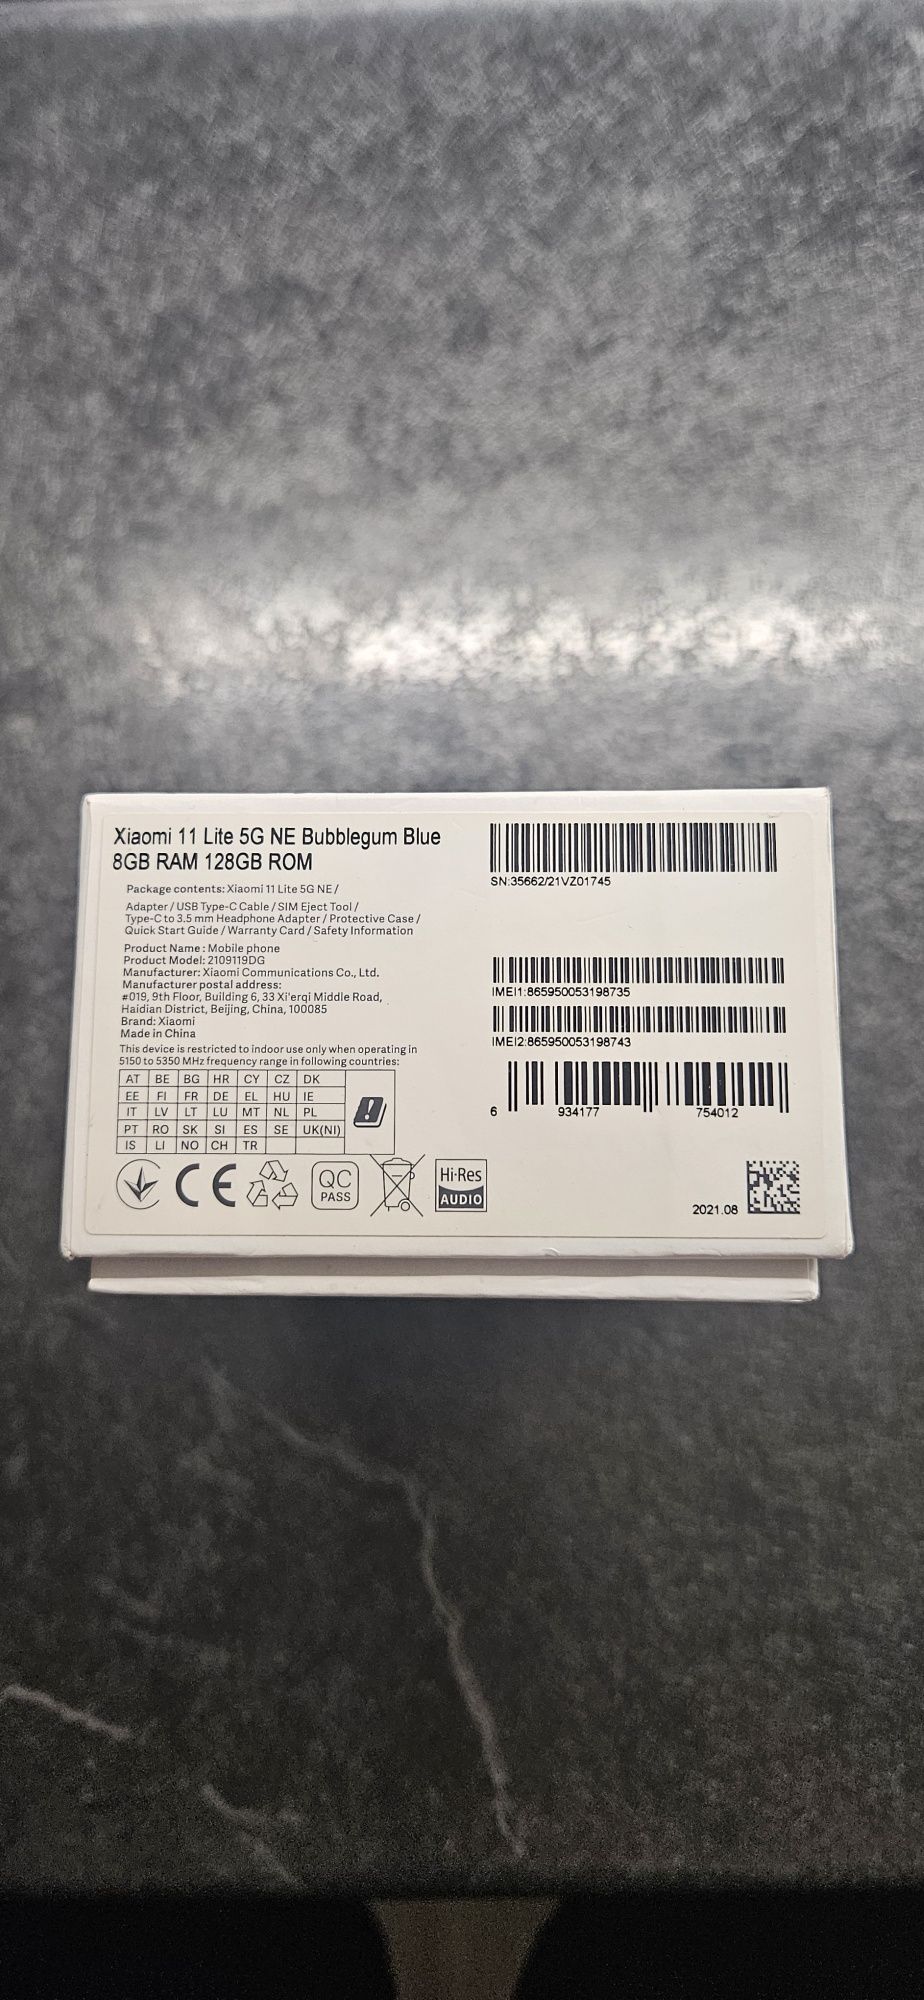 Xiaomi 11 Lite 5G NE Bubblegum Blue
8GB RAM 128GB ROM
Package contents: Xiaomi 11 Lite 5G NE /
Adapter / USB Type-C Cable / SIM Eject Tool /
Type-C to 3.5 mm Headphone Adapter / Protective Case /
Quick Start Guide / Warranty Card / Safety Information
Product Name : Mobile phone
Product Model: 2109119DG
Manufacturer: Xiaomi Communications Co., Ltd.
Manufacturer postal address:
#019, 9th Floor, Building 6, 33 Xi'erqi Middle Road,
Haidian District, Beijing, China, 100085
Brand: Xiaomi
Made in China
This device is restricted to indoor use only when operating in
5150 to 5350 MHz frequency range in following countries:
AT BE BG HR CY CZ DK
EE FI FR DE EL HU IE
IT LV LT LU MT NL PL
PT RO SK SI ES SE UK(NI)
IS LI NO CH TR
CE
QC
PASS
Hi-Res
AUDIO
SN:35662/21VZ01745
IMEI1:865950053198735
IMEI2:865950053198743
6 934177 754012
2021.08